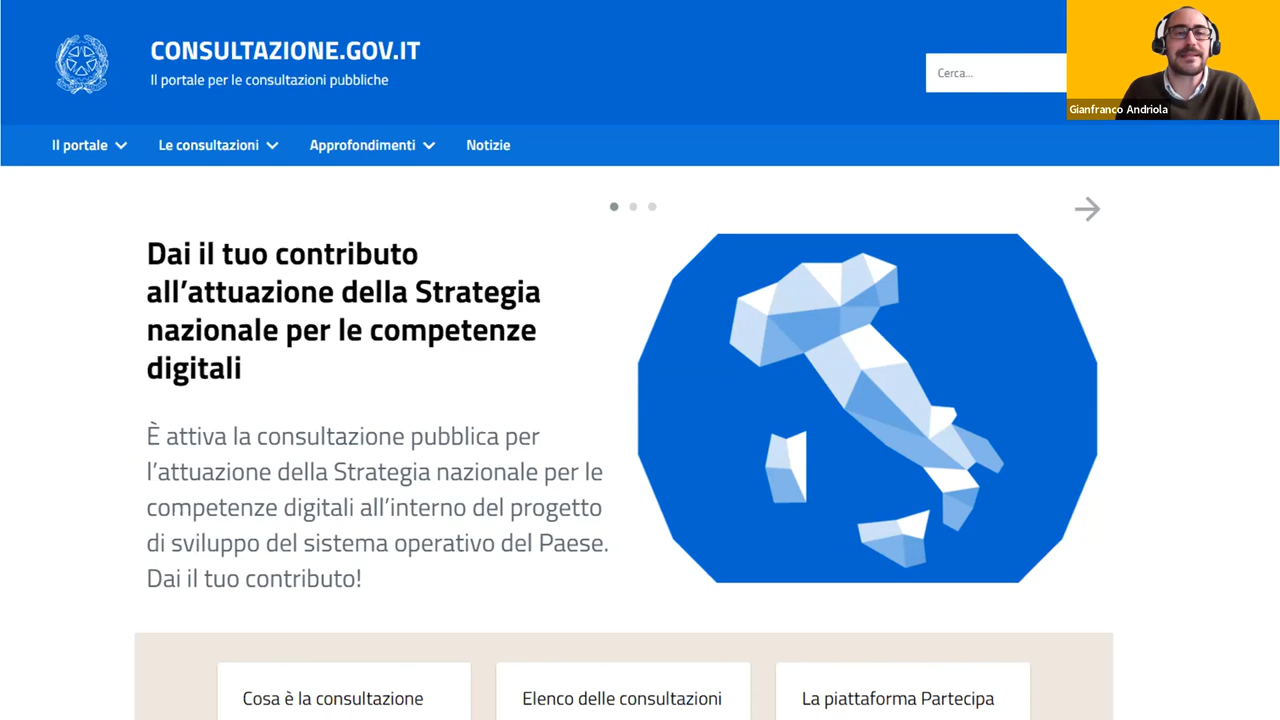 CONSULTAZIONE.GOV.IT
Il portale per le consultazioni pubbliche
Cerca...
Gianfranco Andriola
Il portale
Le consultazioni
Approfondimenti
Notizie
Dai il tuo contributo
all’attuazione della Strategia
nazionale per le competenze
digitali
È attiva la consultazione pubblica per
l’attuazione della Strategia nazionale per le
competenze digitali all’interno del progetto
di sviluppo del sistema operativo del Paese.
Dai il tuo contributo!
Cosa è la consultazione
Elenco delle consultazioni
La piattaforma Partecipa